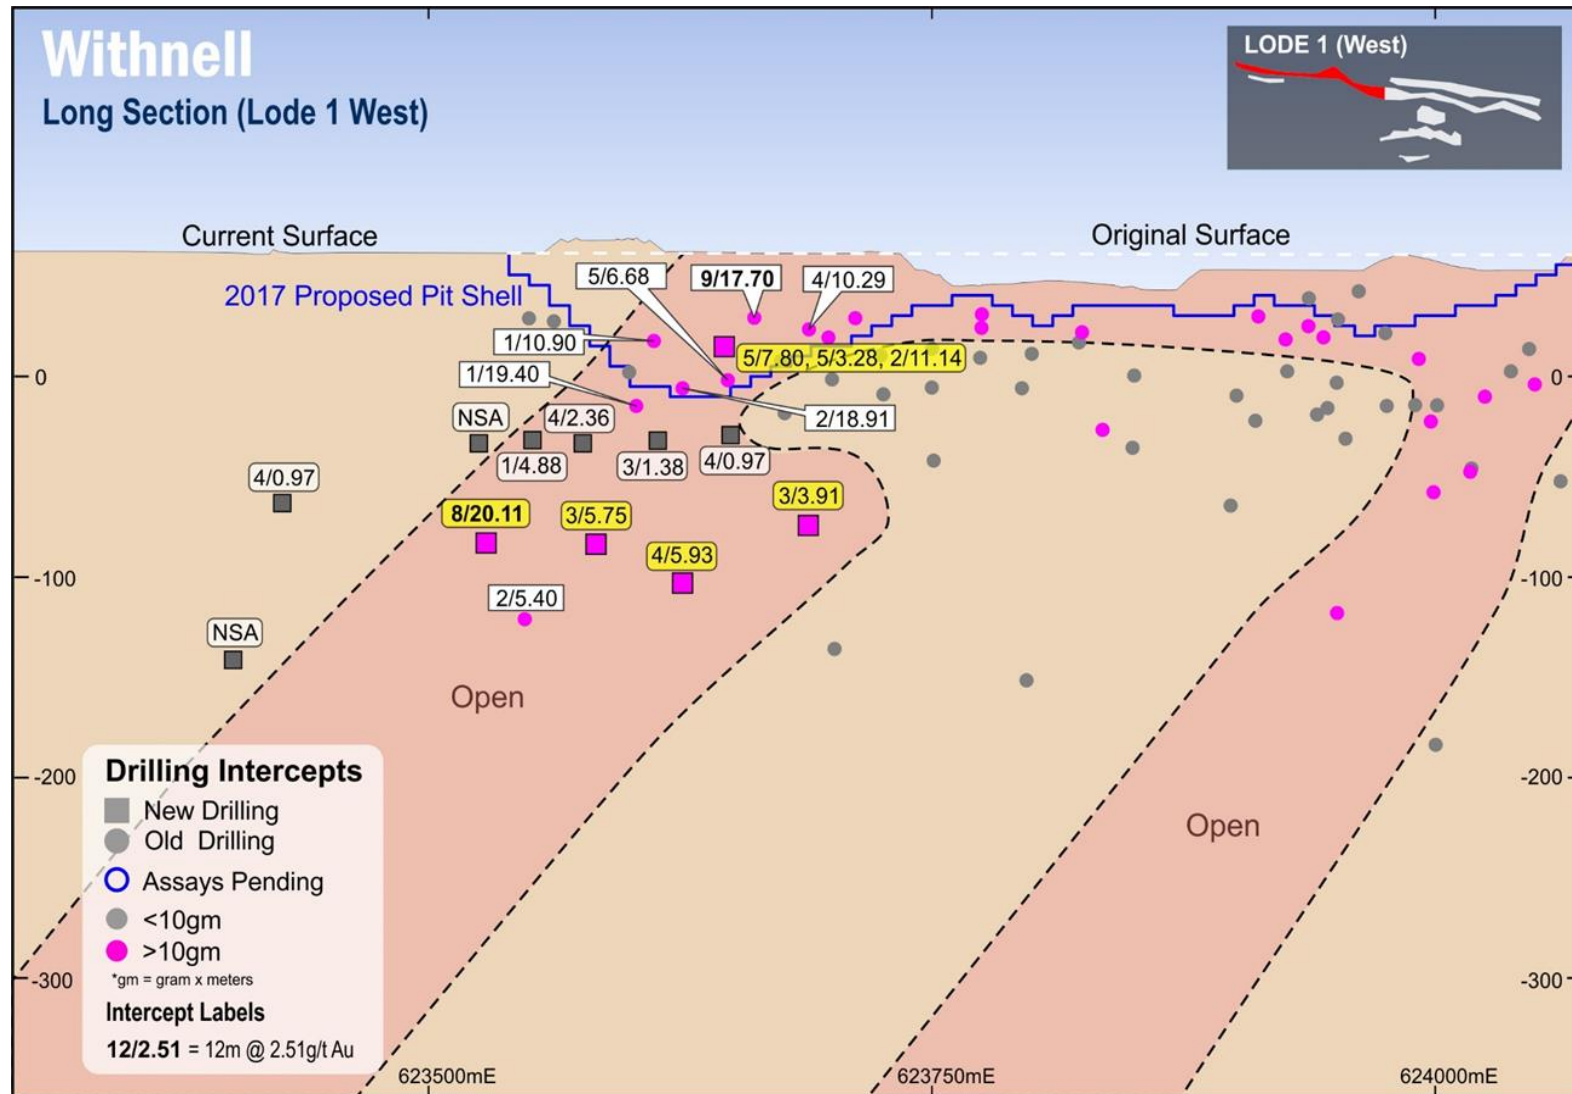 Withnell
Long Section (Lode 1 West)
LODE 1 (West)
Current Surface
Original Surface
2017 Proposed Pit Shell
5/6.68
9/17.70
4/10.29
1/10.90
5/7.80, 5/3.28, 2/11.14
1/19.40
2/18.91
0
0
NSA
4/2.36
1/4.88
3/1.38
4/0.97
4/0.97
8/20.11
3/5.75
3/3.91
4/5.93
-100
-100
2/5.40
NSA
Open
-200
-200
Open
Drilling Intercepts
New Drilling
Old Drilling
Assays Pending
<10gm
>10gm
*gm = gram x meters
Intercept Labels
12/2.51 = 12m @ 2.51g/t Au
-300
-300
623500mE
623750mE
624000mE